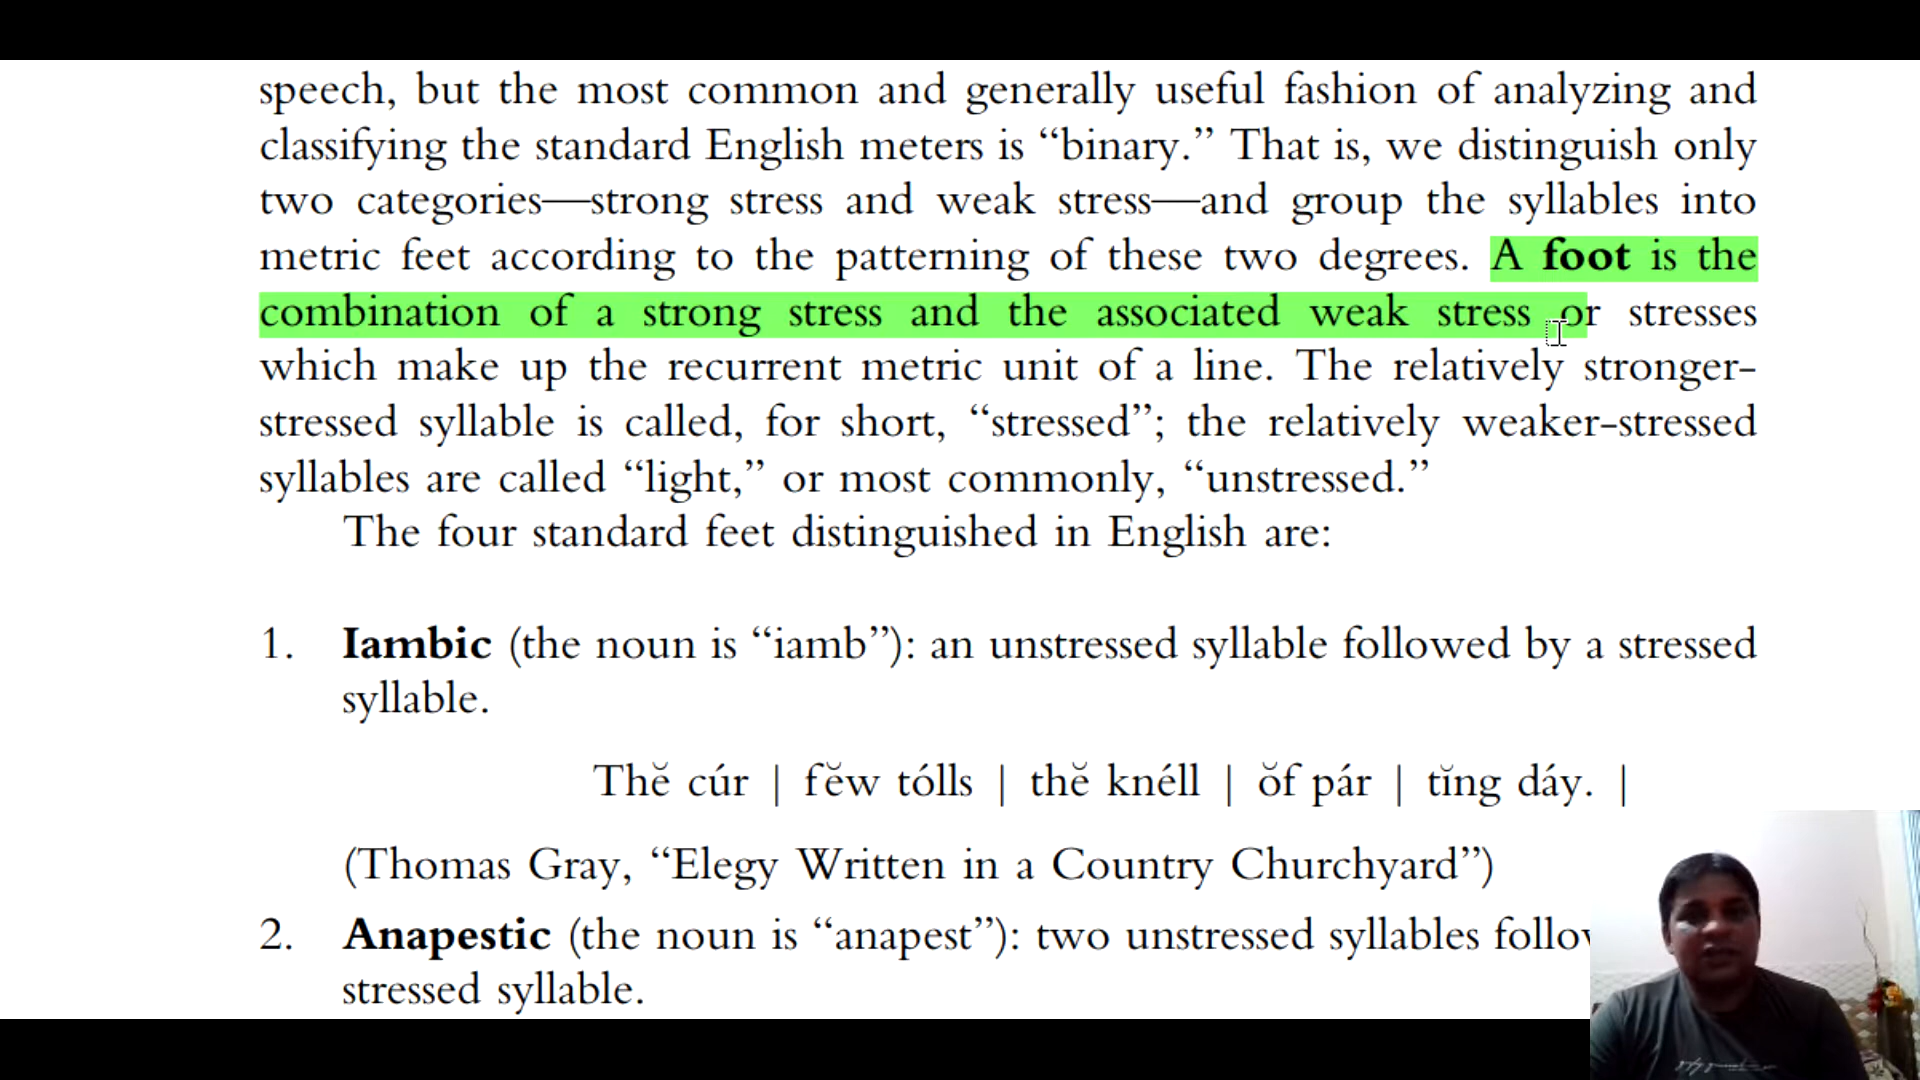 speech, but the most common and generally useful fashion of analyzing and
classifying the standard English meters is “binary.” That is, we distinguish only
two categories—strong stress and weak stress—and group the syllables into
metric feet according to the patterning of these two degrees. A foot is the
combination of a strong stress and the associated weak stress or stresses
which make up the recurrent metric unit of a line. The relatively stronger-
stressed syllable is called, for short, “stressed”; the relatively weaker-stressed
syllables are called “light,” or most commonly, “unstressed.”
The four standard feet distinguished in English are:
1. Iambic (the noun is “iamb”): an unstressed syllable followed by a stressed
syllable.
Thĕ cúr | fĕw tólls | thĕ knéll | ŏf pár | tĭng dáy. |
(Thomas Gray, “Elegy Written in a Country Churchyard”)
2. Anapestic (the noun is “anapest”): two unstressed syllables
stressed syllable.